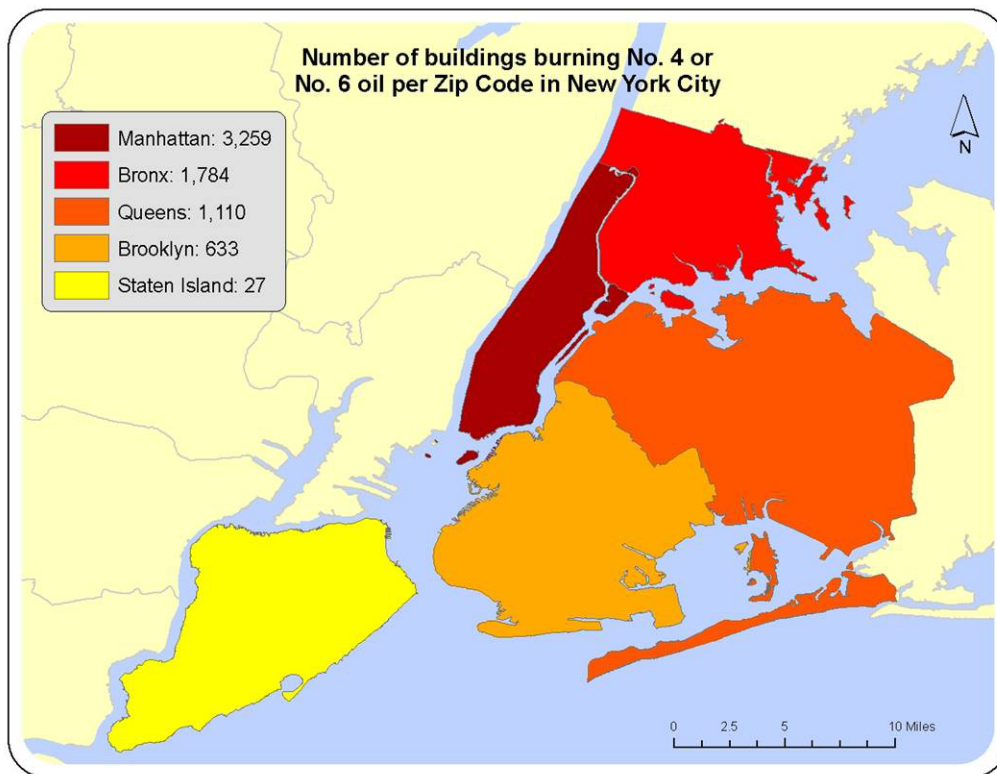 Number of buildings burning No. 4 or
No. 6 oil per Zip Code in New York City
Manhattan: 3,259
Bronx: 1,784
Queens: 1,110
Brooklyn: 633
Staten Island: 27
N
0 2.5 5 10 Miles